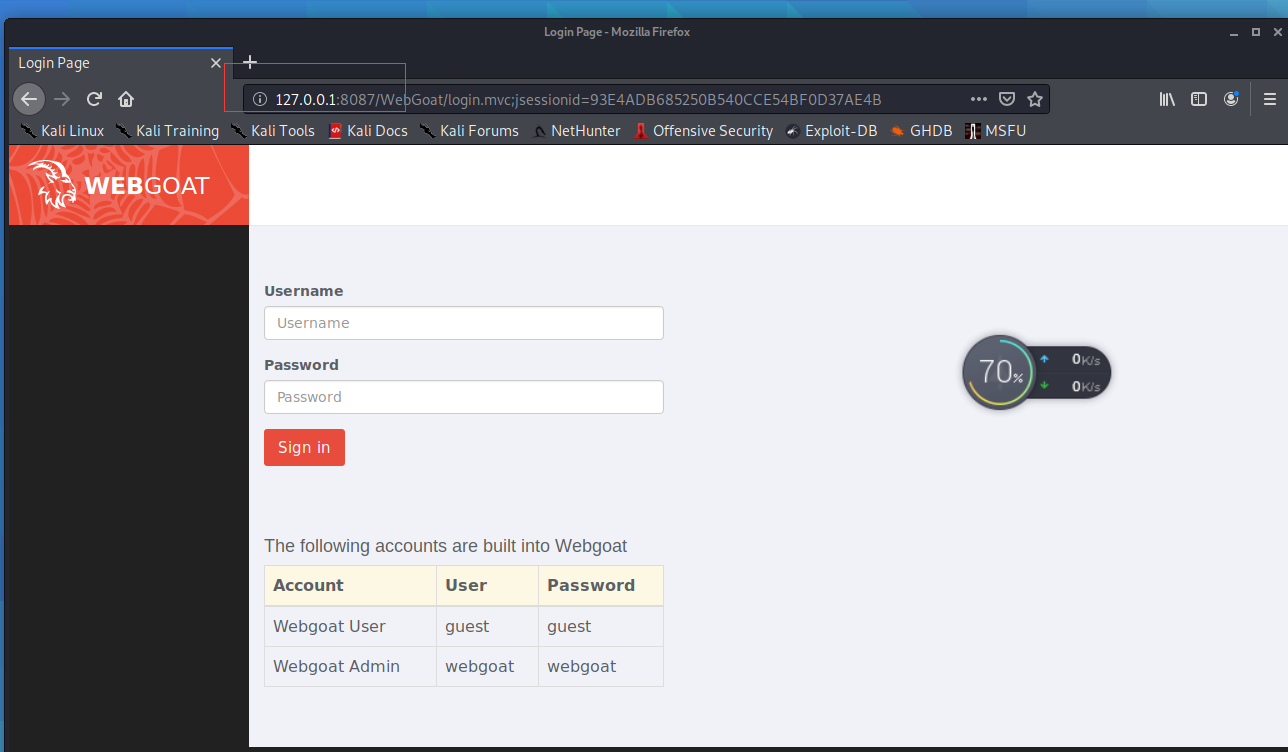 Login Page - Mozilla Firefox
Login Page
127.0.0.1:8087/WebGoat/login.mvc;jsessionid=93E4ADB685250B540CCE54BF0D37AE4B
Kali Linux Kali Training Kali Tools Kali Docs Kali Forums NetHunter Offensive Security Exploit-DB GHDB MSFU
WEBGOAT
Username
Username
Password
Password
Sign in
70% 0K/s
0K/s
The following accounts are built into Webgoat
Account User Password
Webgoat User guest guest
Webgoat Admin webgoat webgoat